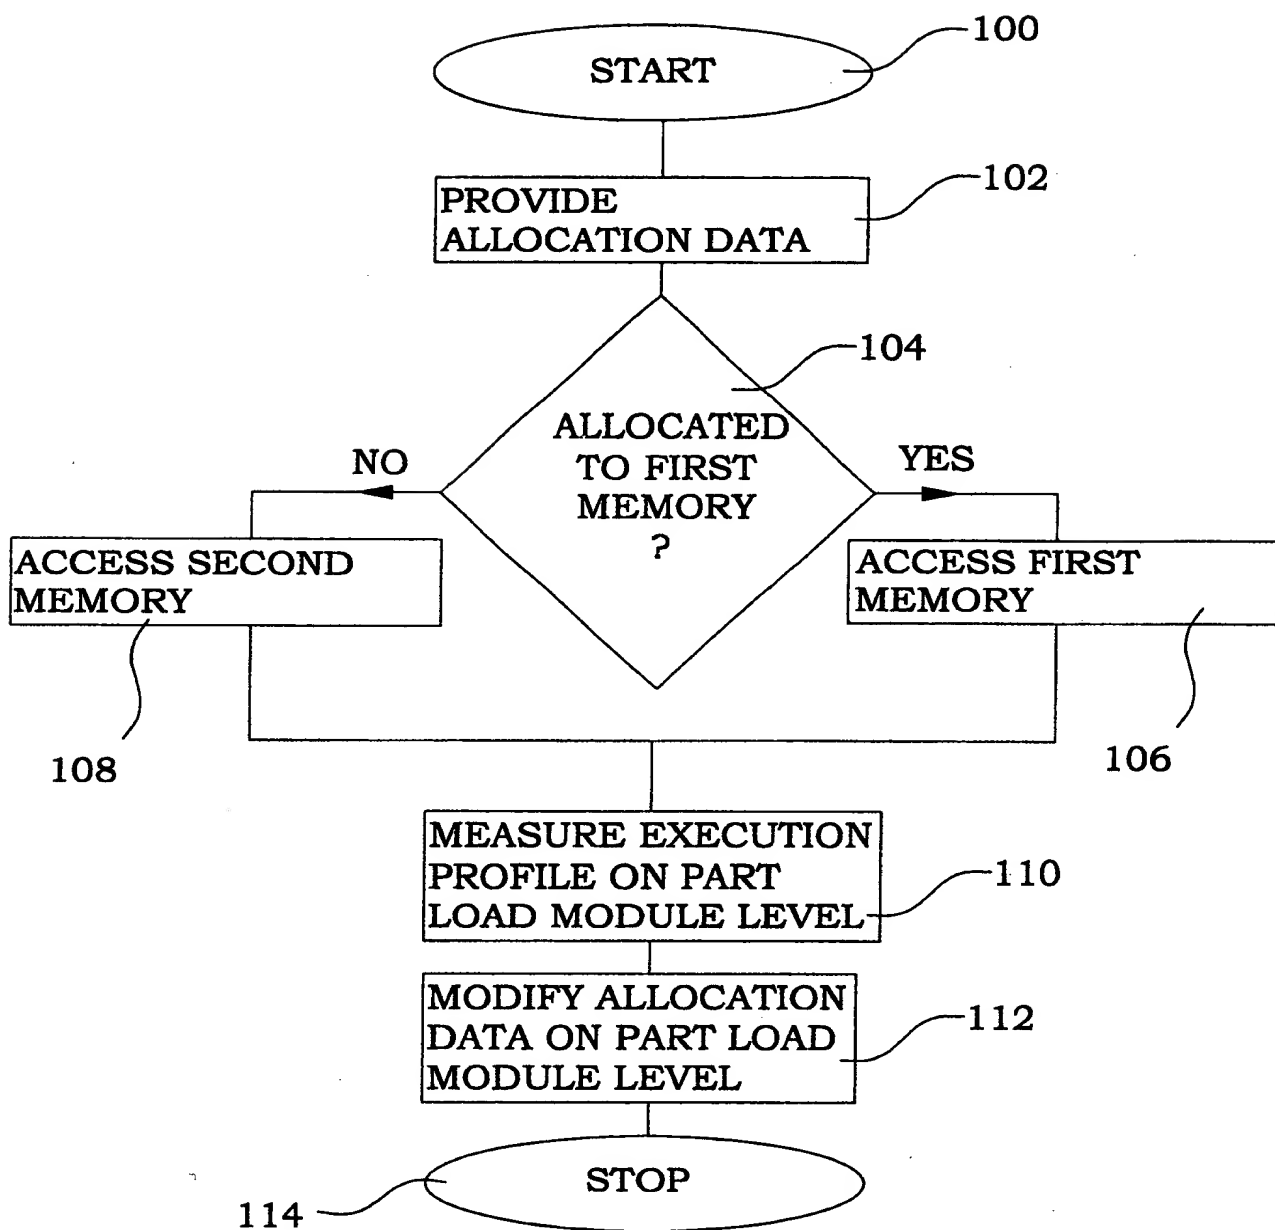 100
START
102
PROVIDE
ALLOCATION DATA
104
ALLOCATED
TO FIRST
MEMORY
?
NO
YES
ACCESS SECOND
MEMORY
ACCESS FIRST
MEMORY
108
106
MEASURE EXECUTION
PROFILE ON PART
LOAD MODULE LEVEL
110
MODIFY ALLOCATION
DATA ON PART LOAD
MODULE LEVEL
112
STOP
114